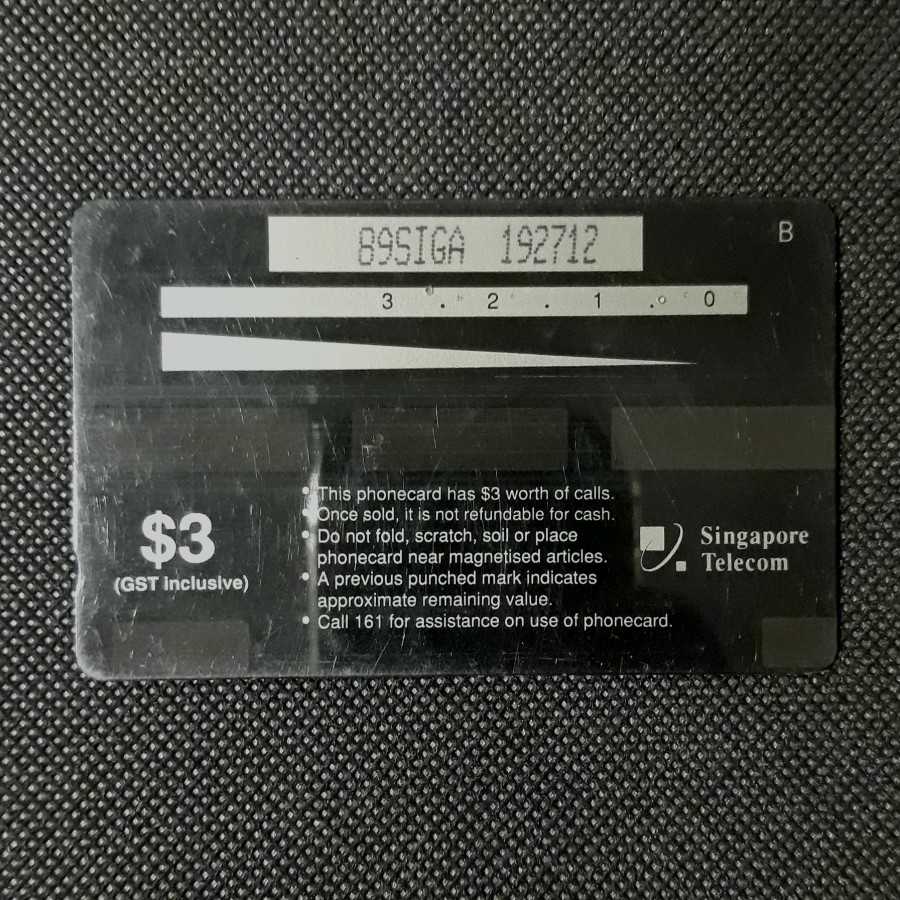 B
89SIGA 192712
3 . 2 . 1 . 0
• This phonecard has $3 worth of calls.
• Once sold, it is not refundable for cash.
• Do not fold, scratch, soil or place
phonecard near magnetised articles.
• A previous punched mark indicates
approximate remaining value.
• Call 161 for assistance on use of phonecard.
$3
(GST inclusive)
Singapore
Telecom